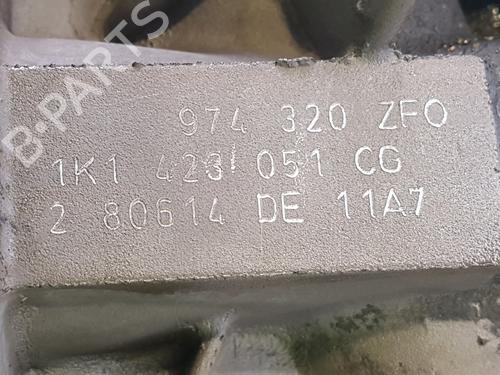 B-PARTS
974 320 ZFO
1K1 423 051 CG
2 80614 DE 11A7